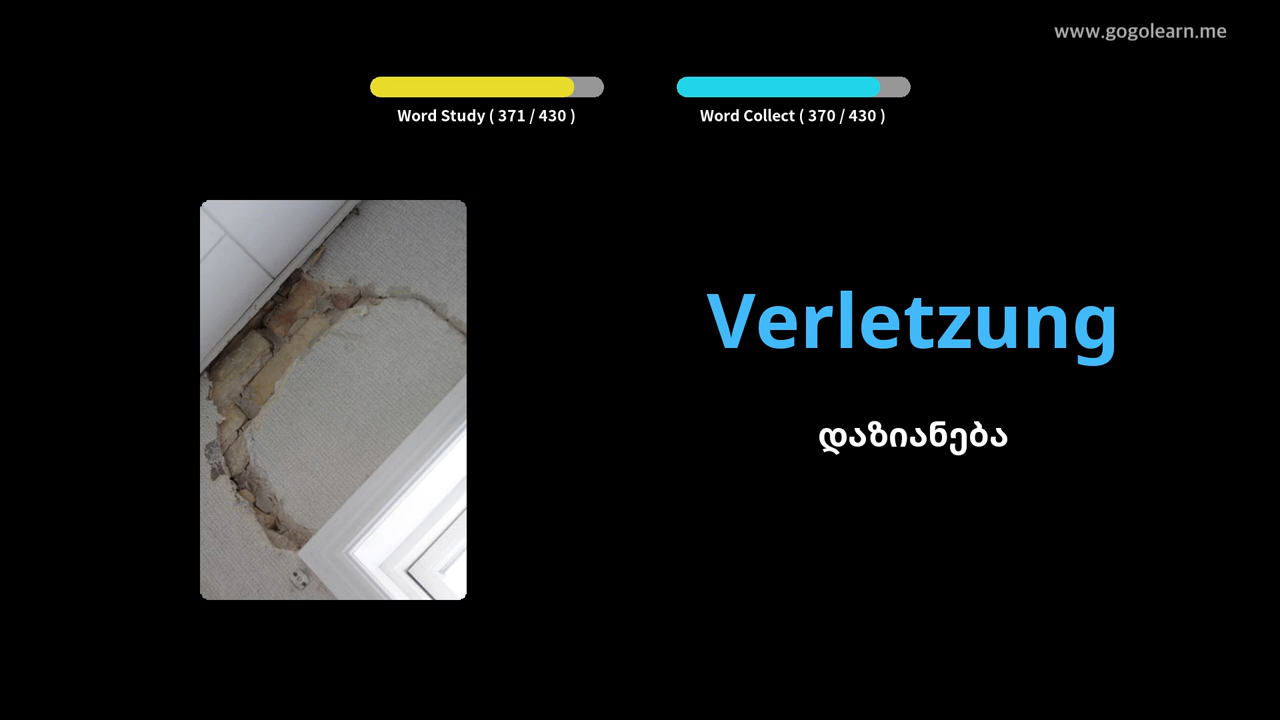 www.gogolearn.me
Word Study ( 371 / 430 )
Word Collect ( 370 / 430 )
Verletzung
დაზიანება